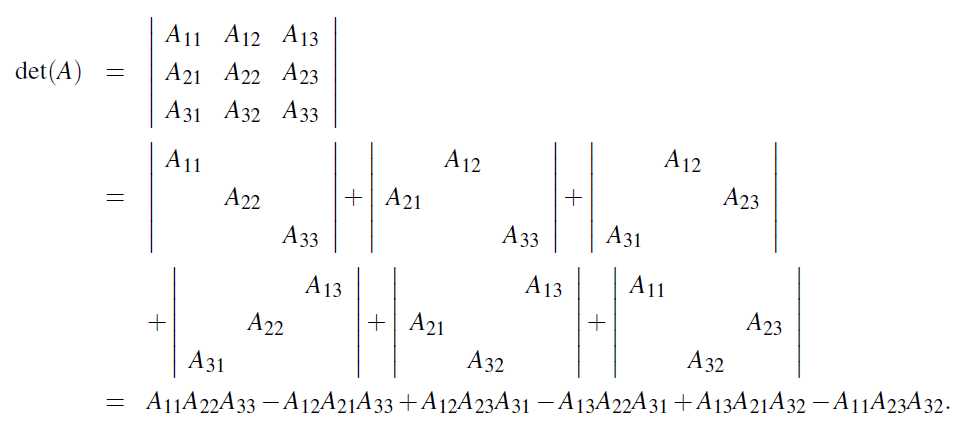 det(A) = | A₁₁ A₁₂ A₁₃ |
| A₂₁ A₂₂ A₂₃ |
| A₃₁ A₃₂ A₃₃ |
= | A₁₁ | + | A₁₂ | + | A₁₂ |
| A₂₂ | | A₂₁ | | A₂₃ |
| A₃₃ | | A₃₃ | | A₃₁ |
+ | A₁₃ | + | A₁₃ | + | A₁₁ |
| A₂₂ | | A₂₁ | | A₂₃ |
| A₃₁ | | A₃₂ | | A₃₂ |
= A₁₁A₂₂A₃₃ − A₁₂A₂₁A₃₃ + A₁₂A₂₃A₃₁ − A₁₃A₂₂A₃₁ + A₁₃A₂₁A₃₂ − A₁₁A₂₃A₃₂.